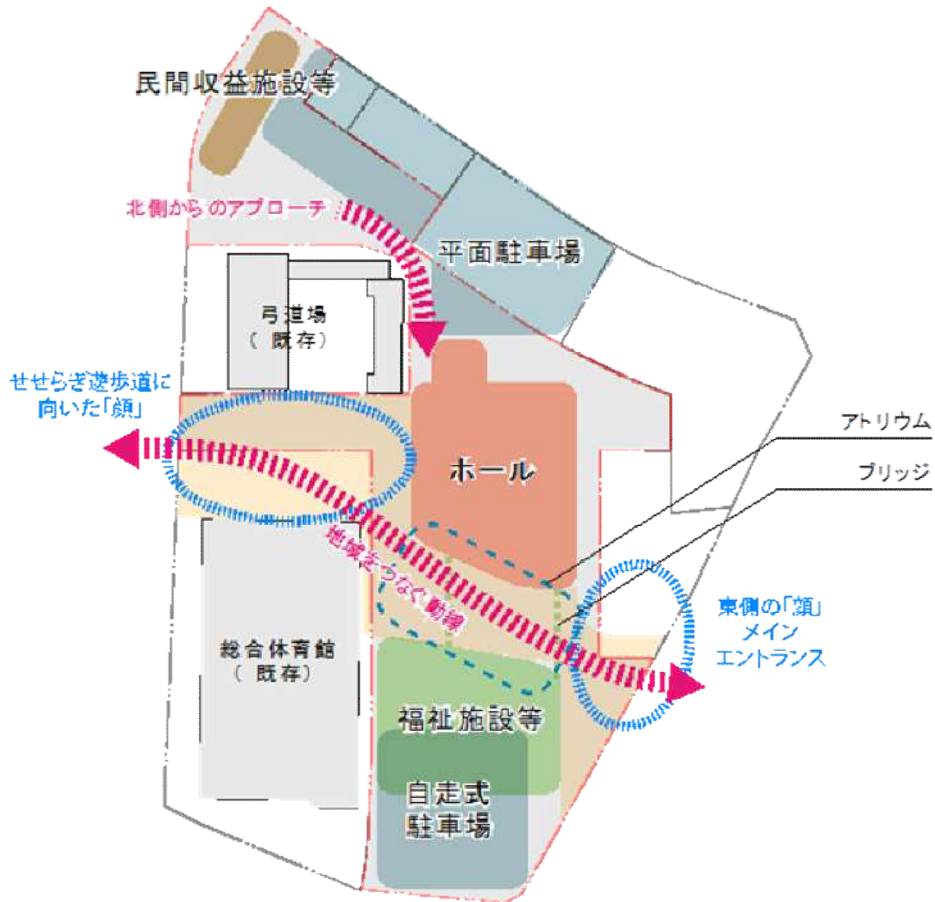 民間収益施設等
北側からのアプローチ
平面駐車場
弓道場
（ 既存）
せせらぎ遊歩道に
向いた「顔」
アトリウム
ホール
ブリッジ
地域をつなぐ動線
東側の「顔」
メイン
エントランス
総合体育館
（ 既存）
福祉施設等
自走式
駐車場